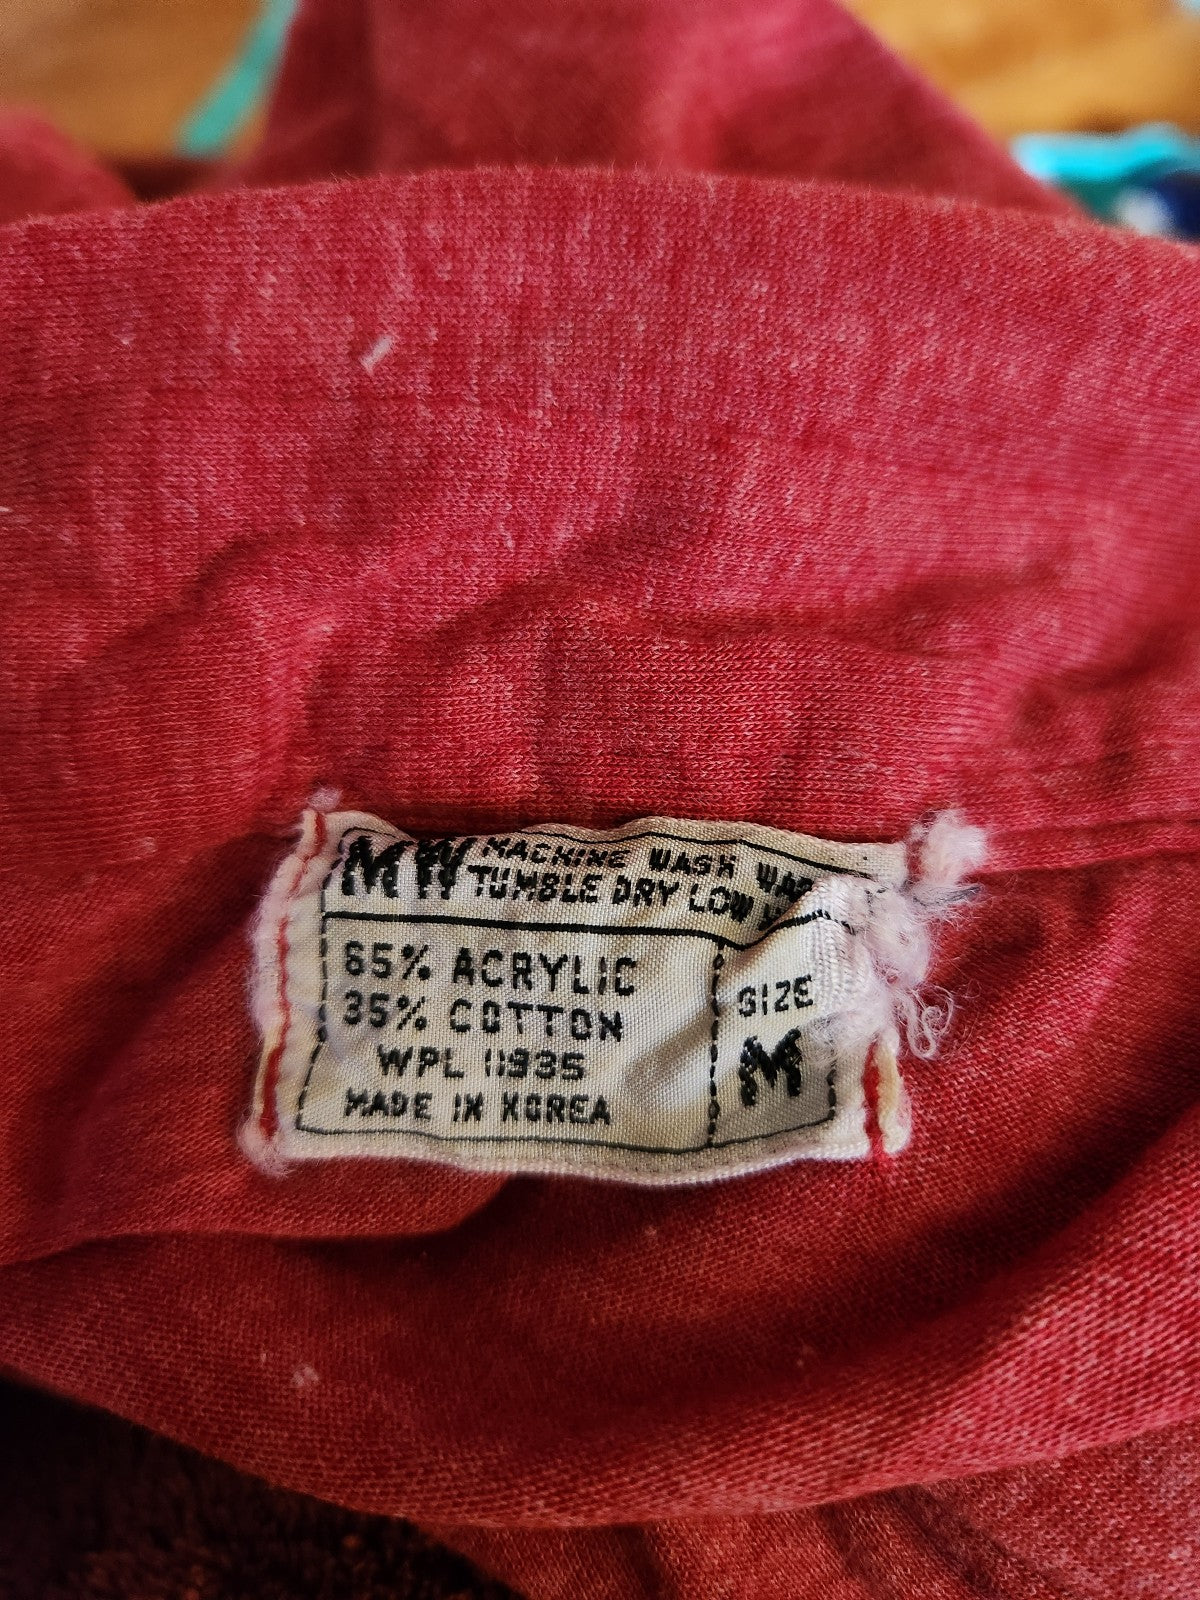 MW MACHINE WASH
TUMBLE DRY LOW
65% ACRYLIC
35% COTTON
WPL 11935
MADE IN KOREA
SIZE
M